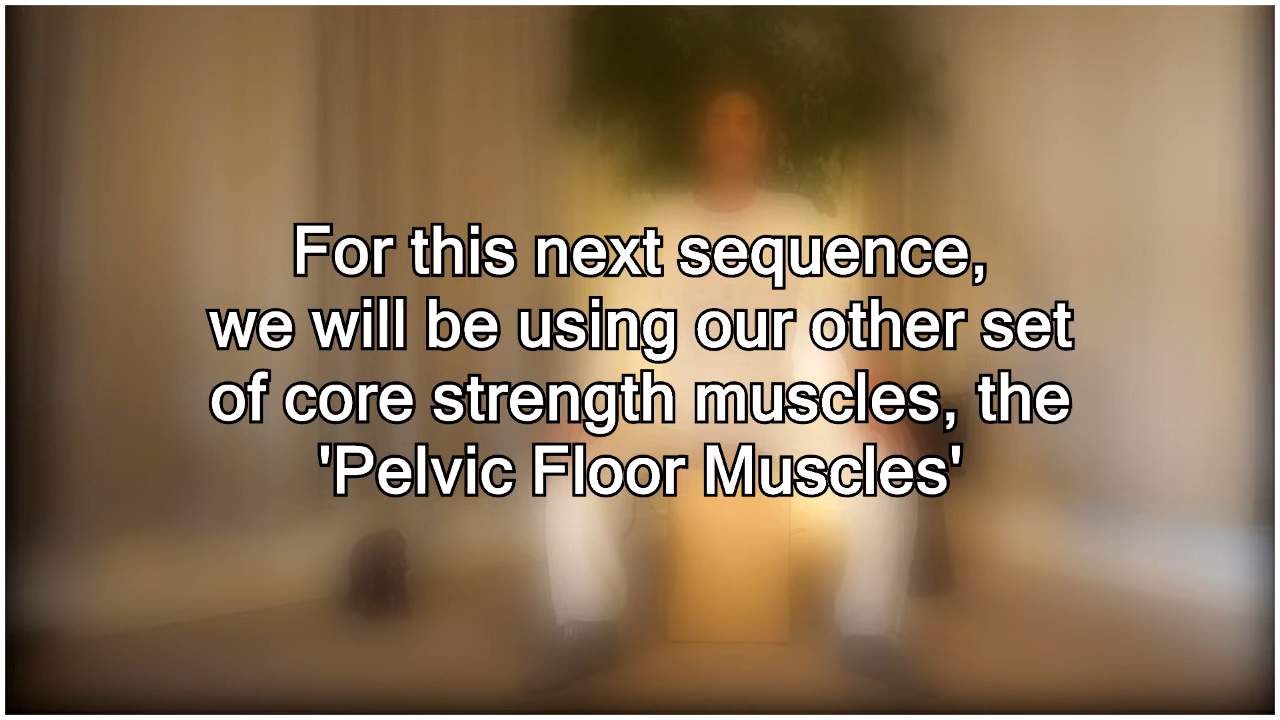 For this next sequence,
we will be using our other set
of core strength muscles, the
'Pelvic Floor Muscles'